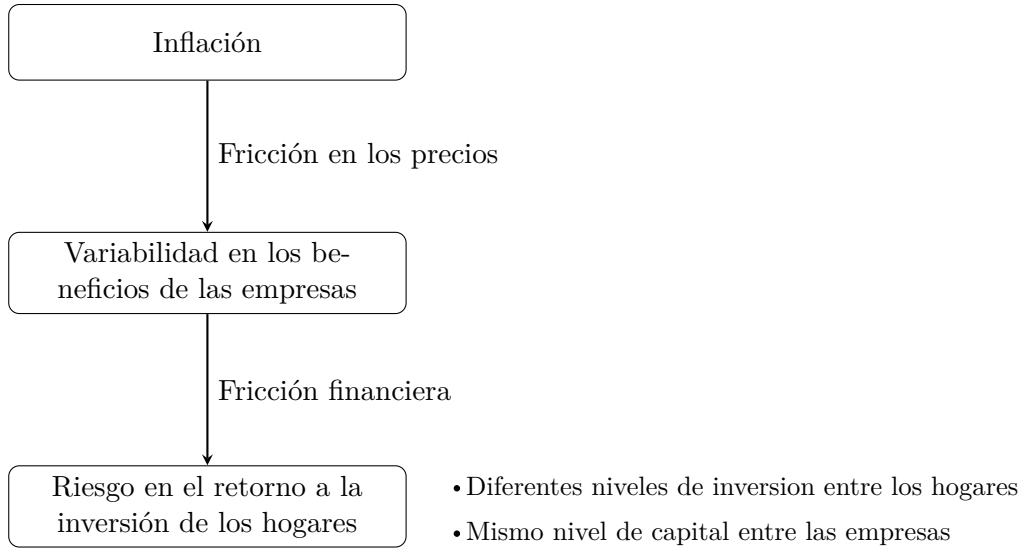 Inflación
Fricción en los precios
Variabilidad en los be-
neficios de las empresas
Fricción financiera
Riesgo en el retorno a la
inversión de los hogares
• Diferentes niveles de inversion entre los hogares
• Mismo nivel de capital entre las empresas